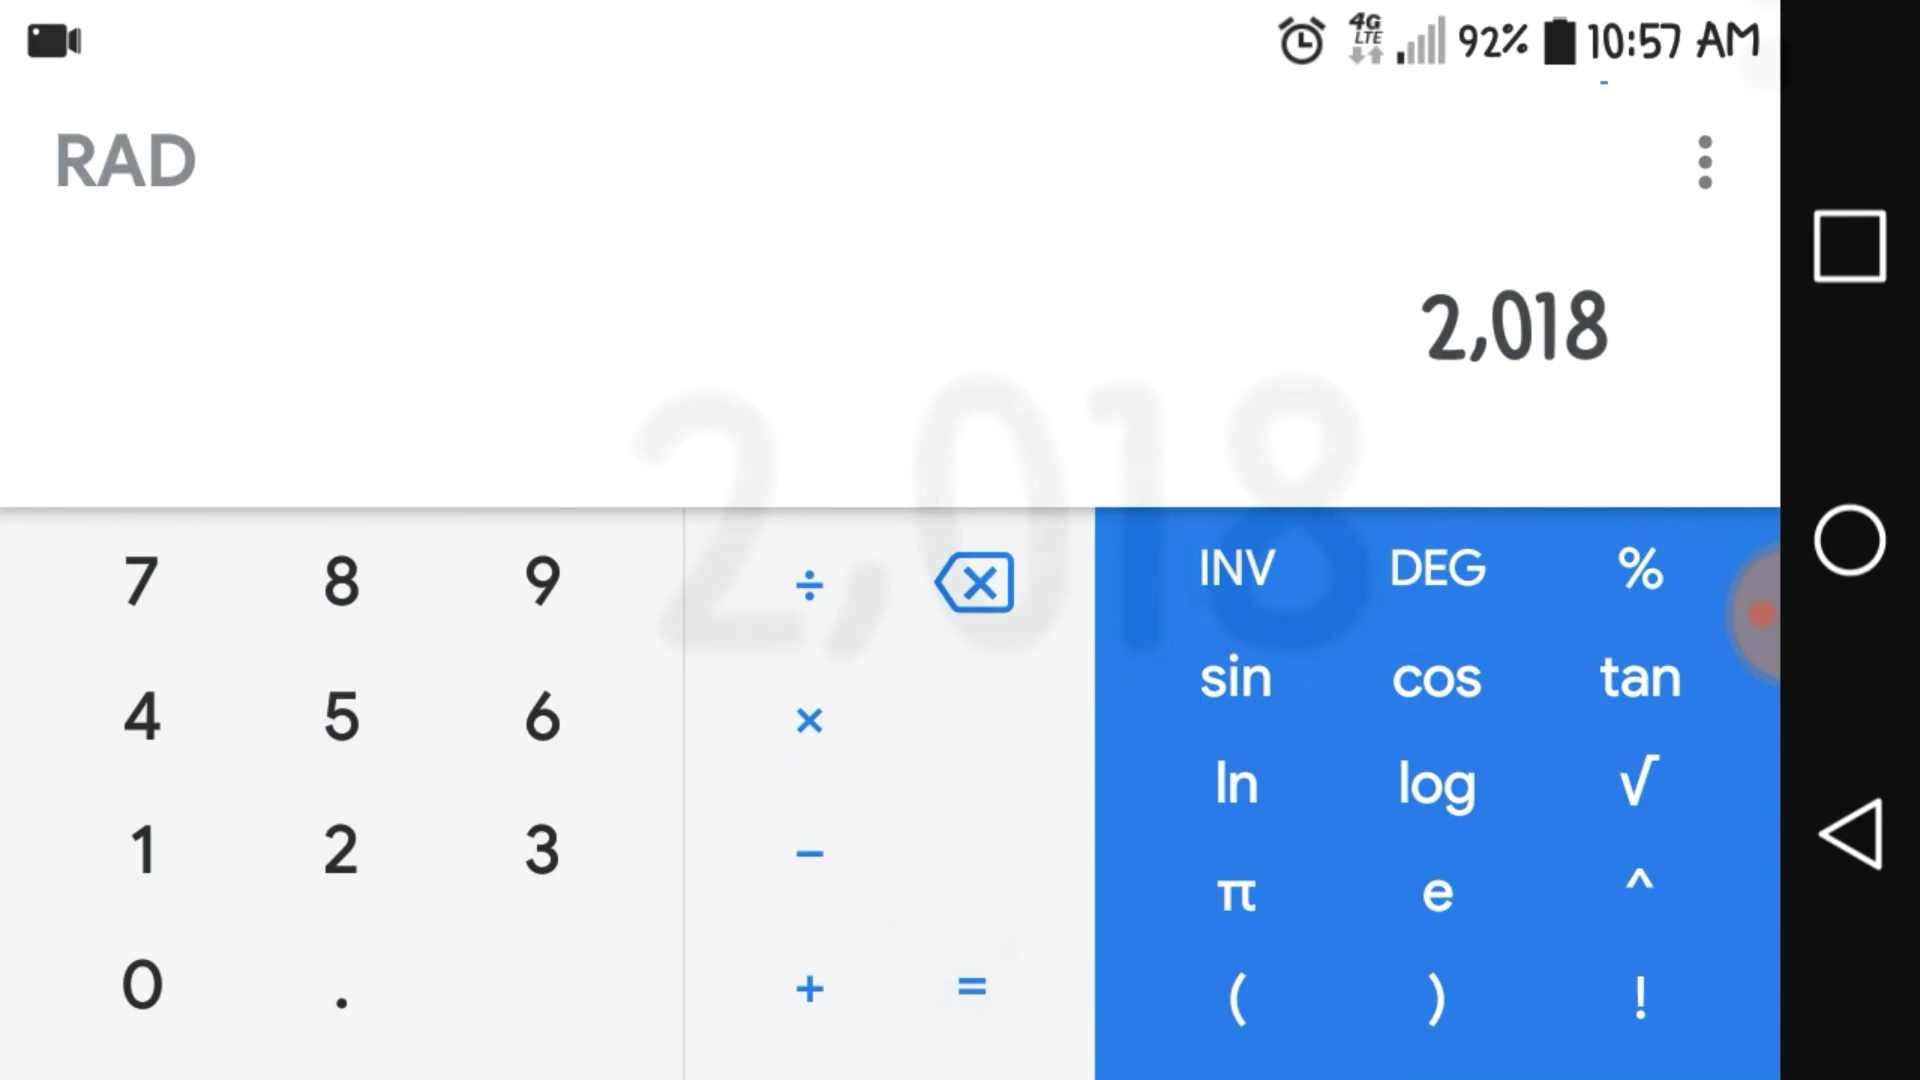 4G LTE 92% 10:57 AM
RAD
2,018
2,018
7 8 9 ÷ INV DEG %
4 5 6 × sin cos tan
1 2 3 − ln log √
0 . + = π e ^
( ) !